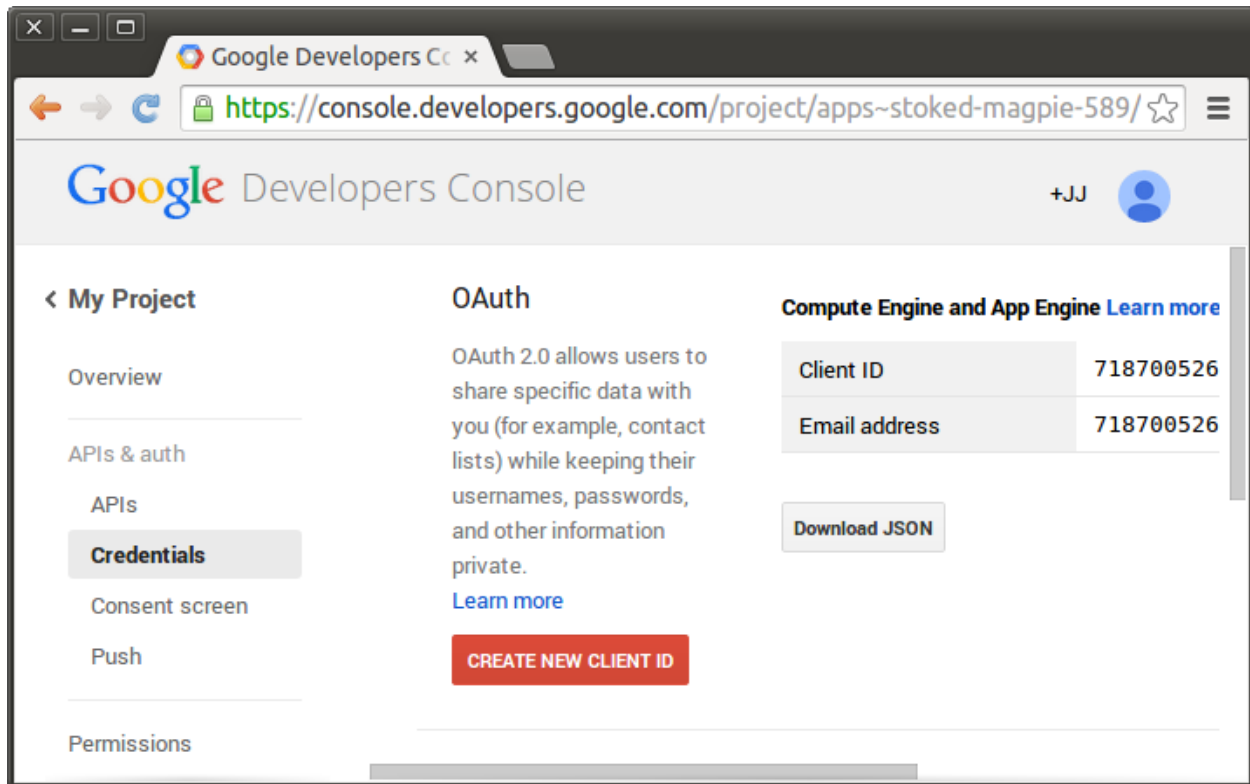 Google Developers Co
https://console.developers.google.com/project/apps~stoked-magpie-589/
Google Developers Console
+JJ
My Project
Overview
APIs & auth
APIs
Credentials
Consent screen
Push
Permissions
OAuth
OAuth 2.0 allows users to
share specific data with
you (for example, contact
lists) while keeping their
usernames, passwords,
and other information
private.
Learn more
CREATE NEW CLIENT ID
Compute Engine and App Engine Learn more
Client ID 718700526
Email address 718700526
Download JSON